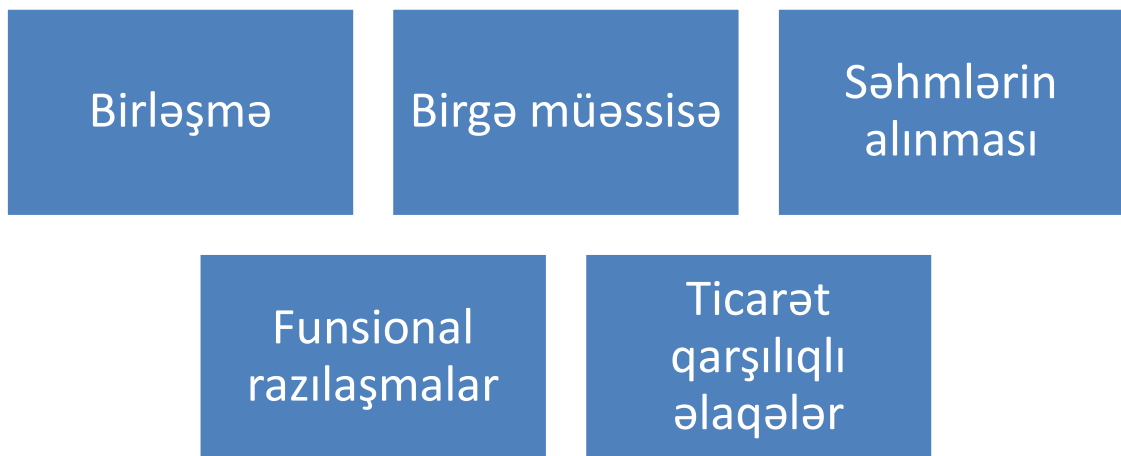 Birləşmə
Birgə müəssisə
Səhmlərin
alınması
Funsional
razılaşmalar
Ticarət
qarşılıqlı
əlaqələr